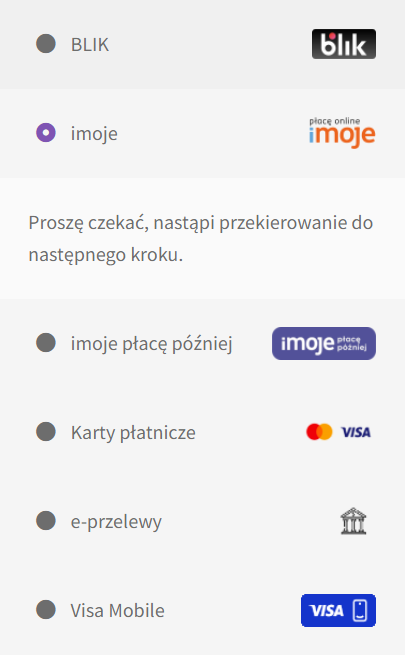 BLIK
blik
imoje
płacę online
imoje
Proszę czekać, nastąpi przekierowanie do
następnego kroku.
imoje płacę później
imoje płacę
później
Karty płatnicze
VISA
e-przelewy
Visa Mobile
VISA